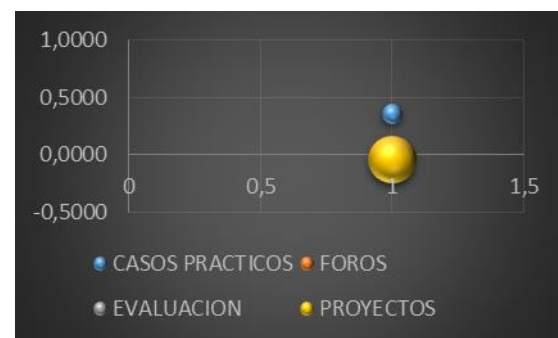 1,0000
0,5000
0,0000
0 0,5 1 1,5
-0,5000
CASOS PRACTICOS FOROS
EVALUACION PROYECTOS